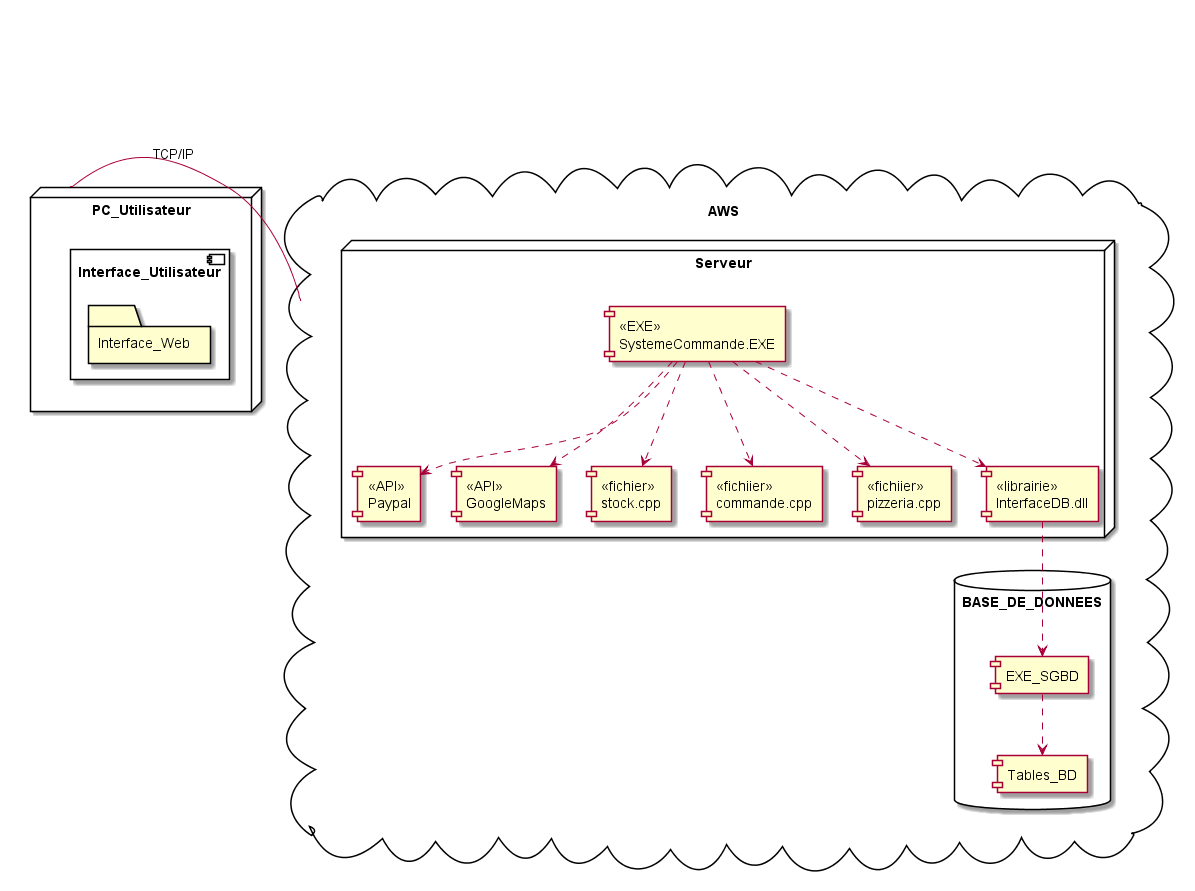 TCP/IP
PC_Utilisateur
Interface_Utilisateur
Interface_Web
AWS
Serveur
«EXE»
SystemeCommande.EXE
«API»
Paypal
«API»
GoogleMaps
«fichier»
stock.cpp
«fichiier»
commande.cpp
«fichiier»
pizzeria.cpp
«librairie»
InterfaceDB.dll
BASE_DE_DONNEES
EXE_SGBD
Tables_BD